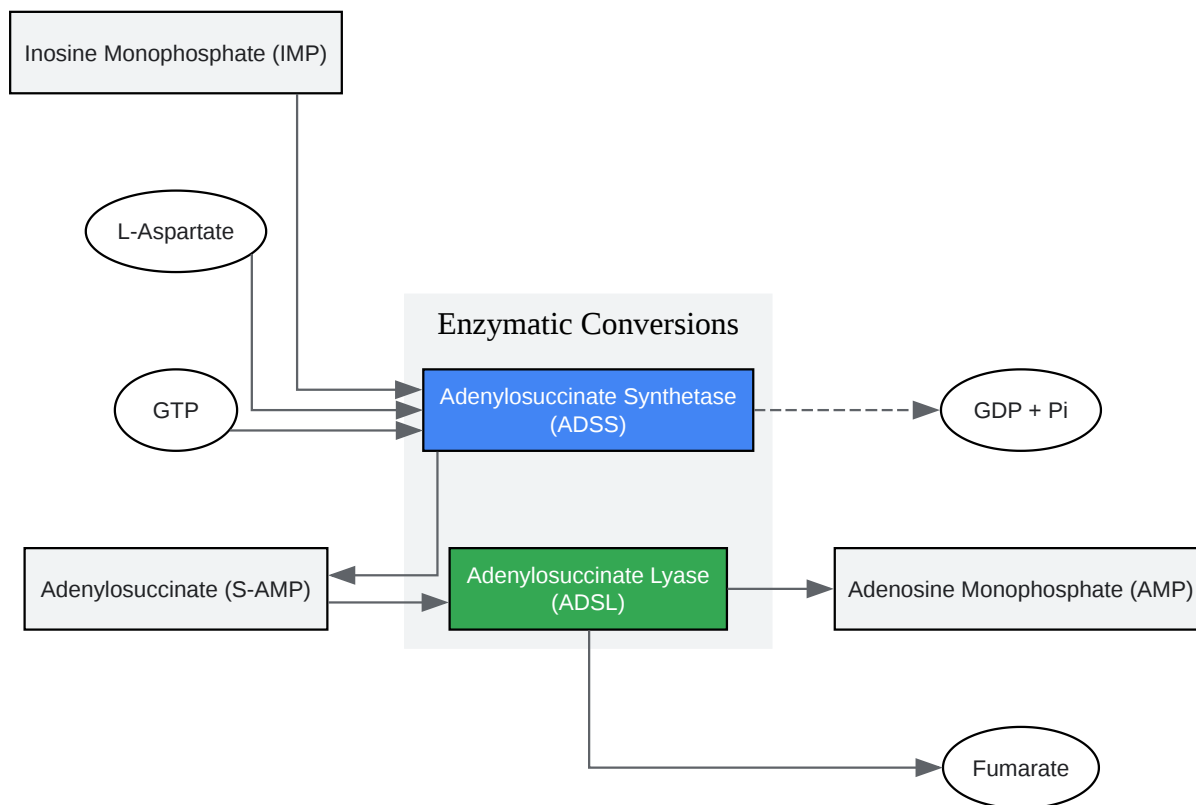 Inosine Monophosphate (IMP)
L-Aspartate
Enzymatic Conversions
GTP
Adenylosuccinate Synthetase
(ADSS)
GDP + Pi
Adenylosuccinate (S-AMP)
Adenylosuccinate Lyase
(ADSL)
Adenosine Monophosphate (AMP)
Fumarate